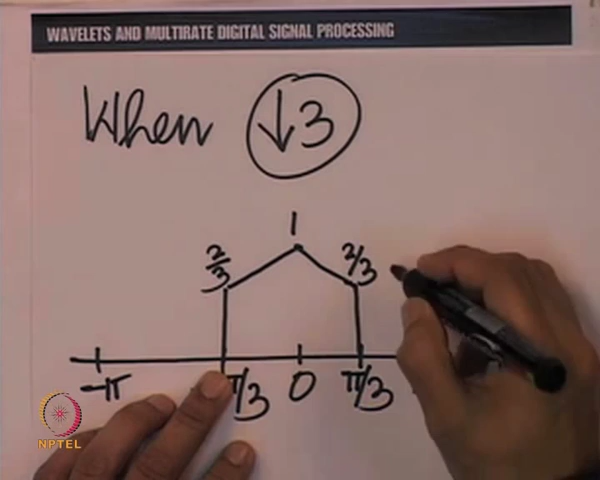 WAVELETS AND MULTIRATE DIGITAL SIGNAL PROCESSING
When ↓3
1
2/3 2/3
-π π/3 0 π/3
NPTEL